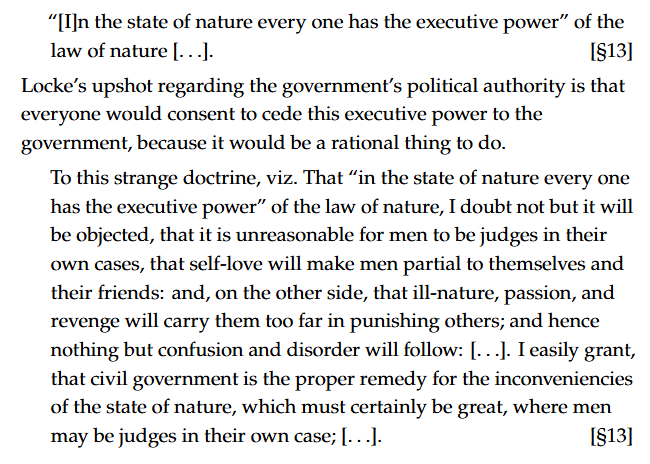 “[I]n the state of nature every one has the executive power” of the
law of nature [. . .]. [§13]
Locke’s upshot regarding the government’s political authority is that
everyone would consent to cede this executive power to the
government, because it would be a rational thing to do.
To this strange doctrine, viz. That “in the state of nature every one
has the executive power” of the law of nature, I doubt not but it will
be objected, that it is unreasonable for men to be judges in their
own cases, that self-love will make men partial to themselves and
their friends: and, on the other side, that ill-nature, passion, and
revenge will carry them too far in punishing others; and hence
nothing but confusion and disorder will follow: [. . .]. I easily grant,
that civil government is the proper remedy for the inconveniencies
of the state of nature, which must certainly be great, where men
may be judges in their own case; [. . .]. [§13]